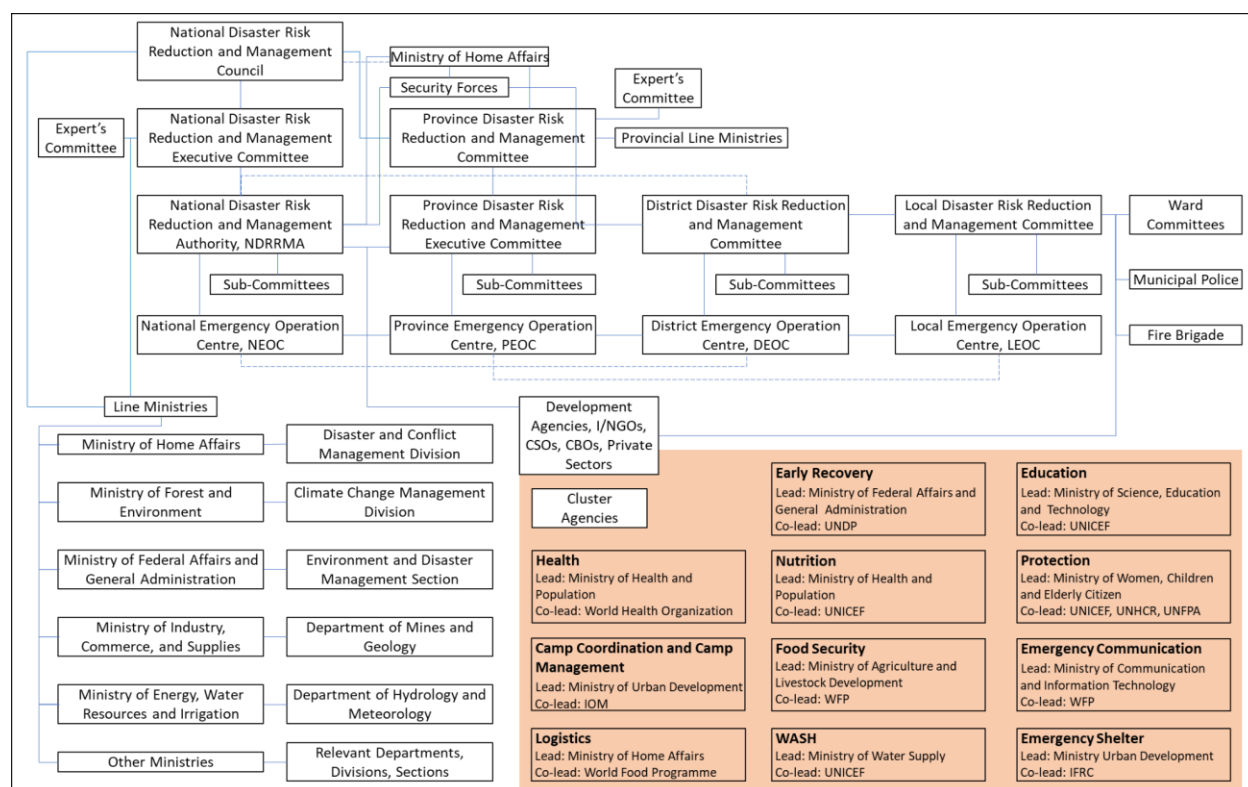 National Disaster Risk
Reduction and Management
Council
Ministry of Home Affairs
Security Forces
Expert's
Committee
Expert's
Committee
National Disaster Risk
Reduction and Management
Executive Committee
Province Disaster Risk
Reduction and Management
Committee
Provincial Line Ministries
National Disaster Risk
Reduction and Management
Authority, NDRRMA
Province Disaster Risk
Reduction and Management
Executive Committee
District Disaster Risk Reduction
and Management
Committee
Local Disaster Risk Reduction
and Management Committee
Ward
Committees
Sub-Committees
Sub-Committees
Sub-Committees
Sub-Committees
Municipal Police
National Emergency Operation
Centre, NEOC
Province Emergency Operation
Centre, PEOC
District Emergency Operation
Centre, DEOC
Local Emergency Operation
Centre, LEOC
Fire Brigade
Line Ministries
Ministry of Home Affairs
Disaster and Conflict
Management Division
Ministry of Forest and
Environment
Climate Change Management
Division
Ministry of Federal Affairs and
General Administration
Environment and Disaster
Management Section
Ministry of Industry,
Commerce, and Supplies
Department of Mines and
Geology
Ministry of Energy, Water
Resources and Irrigation
Department of Hydrology and
Meteorology
Other Ministries
Relevant Departments,
Divisions, Sections
Development
Agencies, I/NGOs,
CSOs, CBOs, Private
Sectors
Cluster
Agencies
Early Recovery
Lead: Ministry of Federal Affairs and
General Administration
Co-lead: UNDP
Education
Lead: Ministry of Science, Education
and Technology
Co-lead: UNICEF
Health
Lead: Ministry of Health and
Population
Co-lead: World Health Organization
Nutrition
Lead: Ministry of Health and
Population
Co-lead: UNICEF
Protection
Lead: Ministry of Women, Children
and Elderly Citizen
Co-lead: UNICEF, UNHCR, UNFPA
Camp Coordination and Camp
Management
Lead: Ministry of Urban Development
Co-lead: IOM
Food Security
Lead: Ministry of Agriculture and
Livestock Development
Co-lead: WFP
Emergency Communication
Lead: Ministry of Communication
and Information Technology
Co-lead: WFP
Logistics
Lead: Ministry of Home Affairs
Co-lead: World Food Programme
WASH
Lead: Ministry of Water Supply
Co-lead: UNICEF
Emergency Shelter
Lead: Ministry Urban Development
Co-lead: IFRC